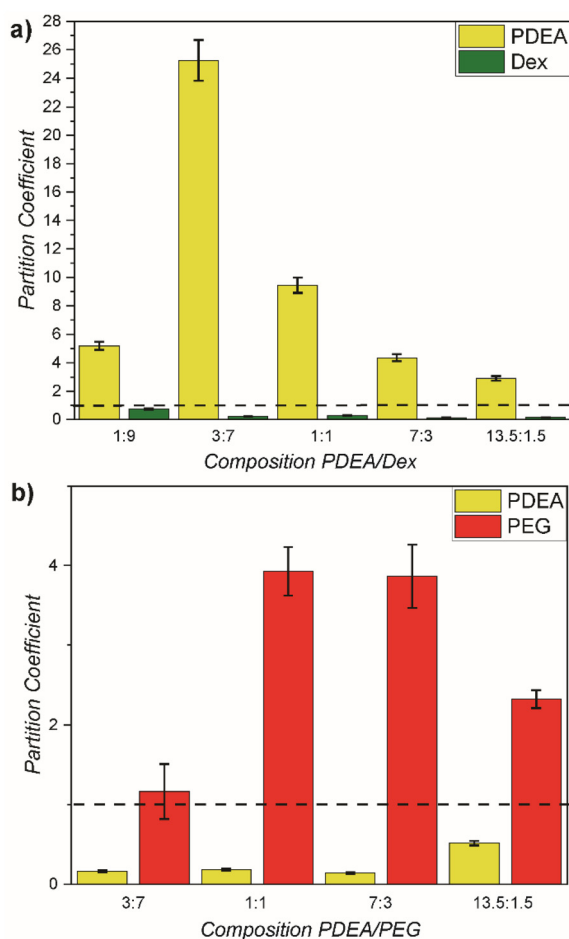 a)
PDEA
Dex
Partition Coefficient
28
26
24
22
20
18
16
14
12
10
8
6
4
2
1
0
1:9 3:7 1:1 7:3 13.5:1.5
Composition PDEA/Dex
b)
PDEA
PEG
Partition Coefficient
4
2
0
3:7 1:1 7:3 13.5:1.5
Composition PDEA/PEG